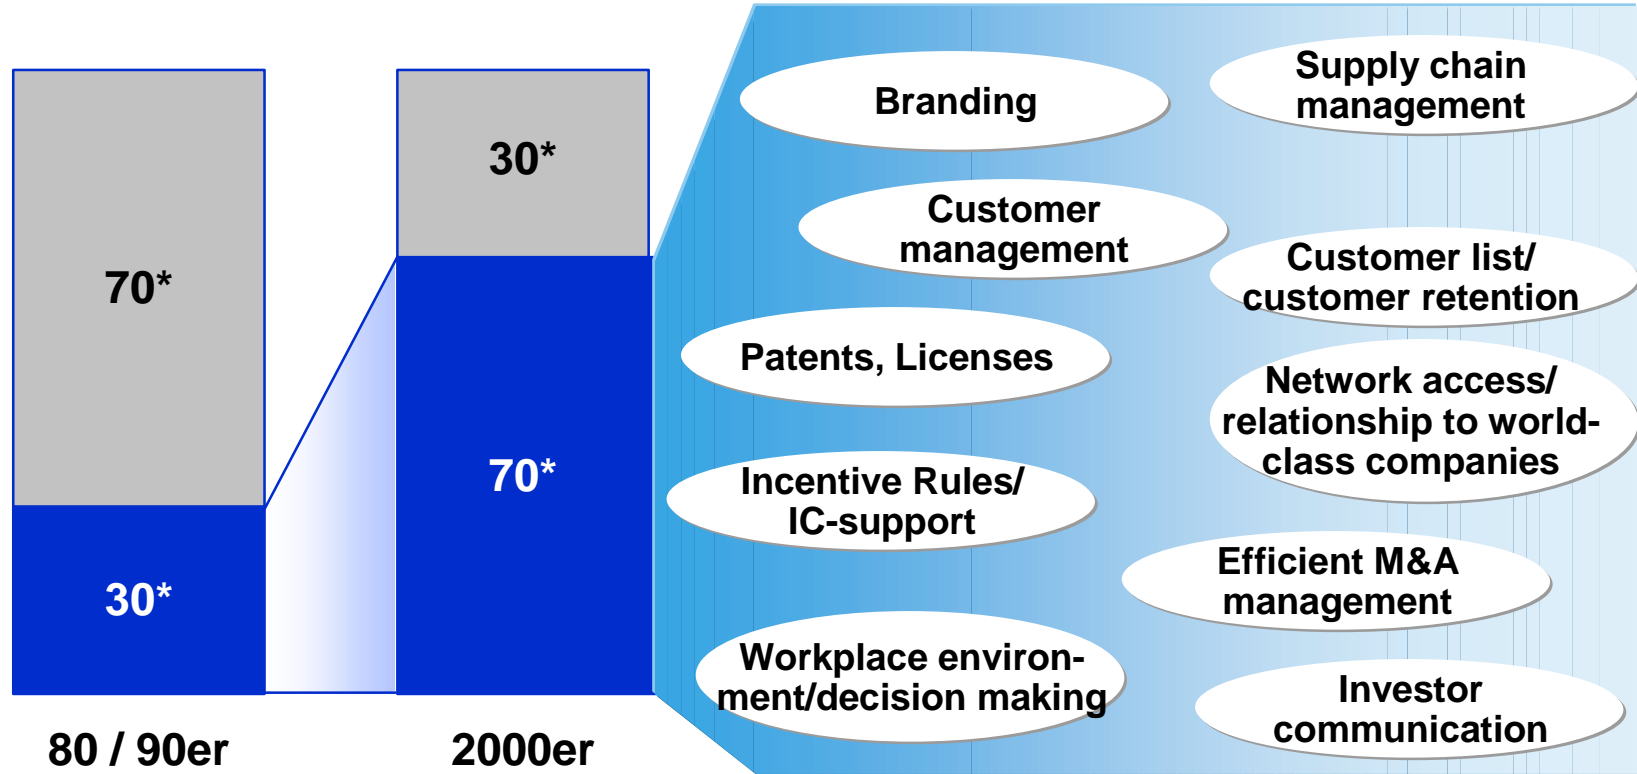 70*
30*
80 / 90er
30*
70*
2000er
Branding
Supply chain
management
Customer
management
Customer list/
customer retention
Patents, Licenses
Network access/
relationship to world-
class companies
Incentive Rules/
IC-support
Efficient M&A
management
Workplace environ-
ment/decision making
Investor
communication